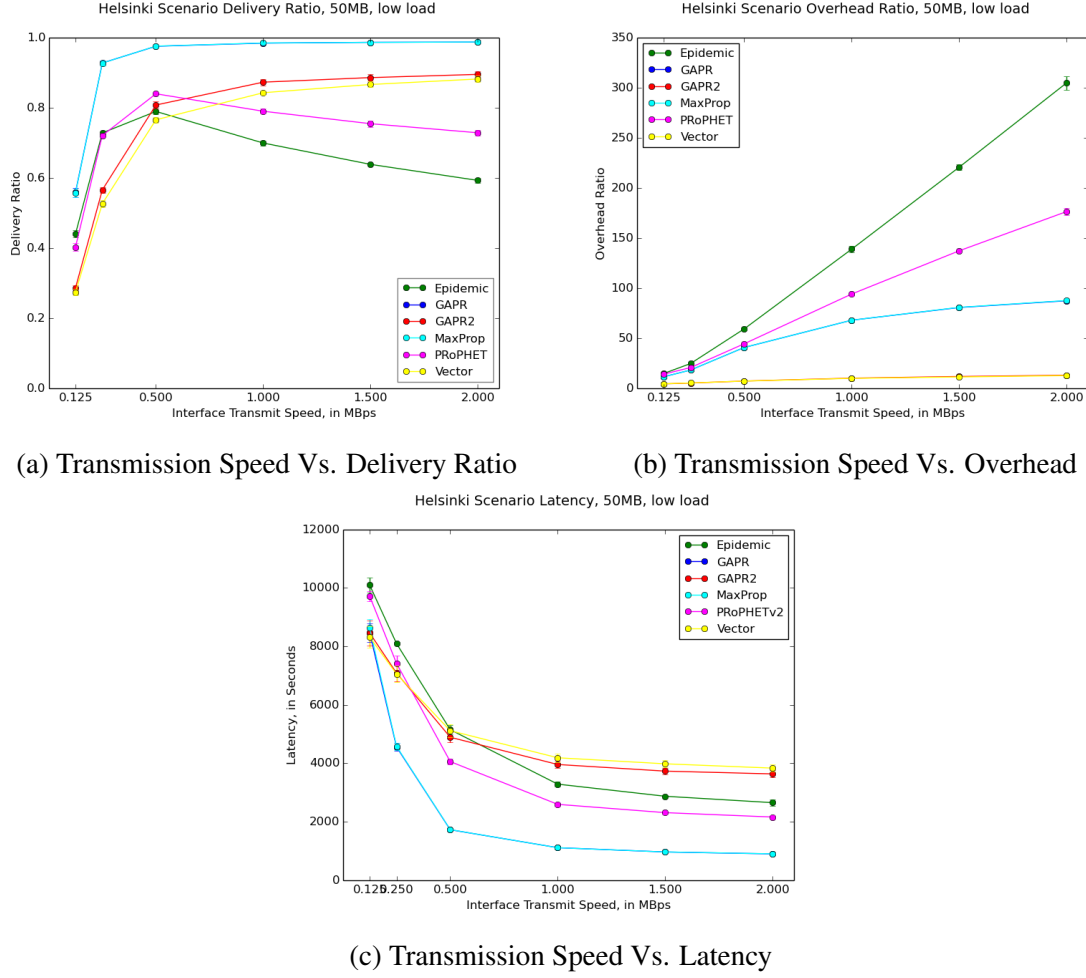 Helsinki Scenario Delivery Ratio, 50MB, low load
1.0
0.8
0.6
0.4
0.2
0.0
Delivery Ratio
0.125
0.500
1.000
1.500
2.000
Interface Transmit Speed, in MBps
Epidemic
GAPR
GAPR2
MaxProp
PRoPHET
Vector
(a) Transmission Speed Vs. Delivery Ratio
Helsinki Scenario Overhead Ratio, 50MB, low load
350
300
250
200
150
100
50
0
Overhead Ratio
0.125
0.500
1.000
1.500
2.000
Interface Transmit Speed, in MBps
Epidemic
GAPR
GAPR2
MaxProp
PRoPHET
Vector
(b) Transmission Speed Vs. Overhead
Helsinki Scenario Latency, 50MB, low load
12000
10000
8000
6000
4000
2000
0
Latency, in Seconds
0.125
0.250
0.500
1.000
1.500
2.000
Interface Transmit Speed, in MBps
Epidemic
GAPR
GAPR2
MaxProp
PRoPHETv2
Vector
(c) Transmission Speed Vs. Latency